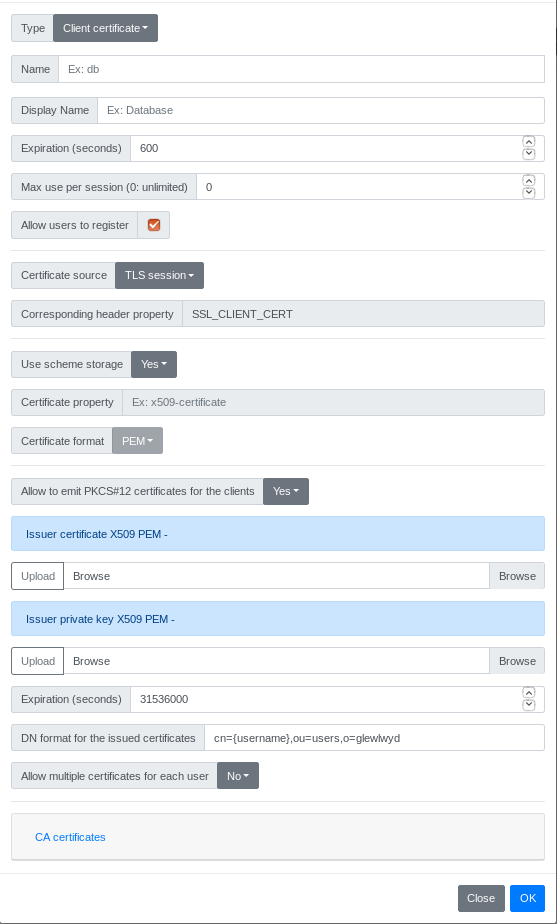 Type Client certificate
Name Ex: db
Display Name Ex: Database
Expiration (seconds) 600
Max use per session (0: unlimited) 0
Allow users to register
Certificate source TLS session
Corresponding header property SSL_CLIENT_CERT
Use scheme storage Yes
Certificate property Ex: x509-certificate
Certificate format PEM
Allow to emit PKCS#12 certificates for the clients Yes
Issuer certificate X509 PEM -
Upload Browse Browse
Issuer private key X509 PEM -
Upload Browse Browse
Expiration (seconds) 31536000
DN format for the issued certificates cn={username},ou=users,o=glewlwyd
Allow multiple certificates for each user No
CA certificates
Close OK